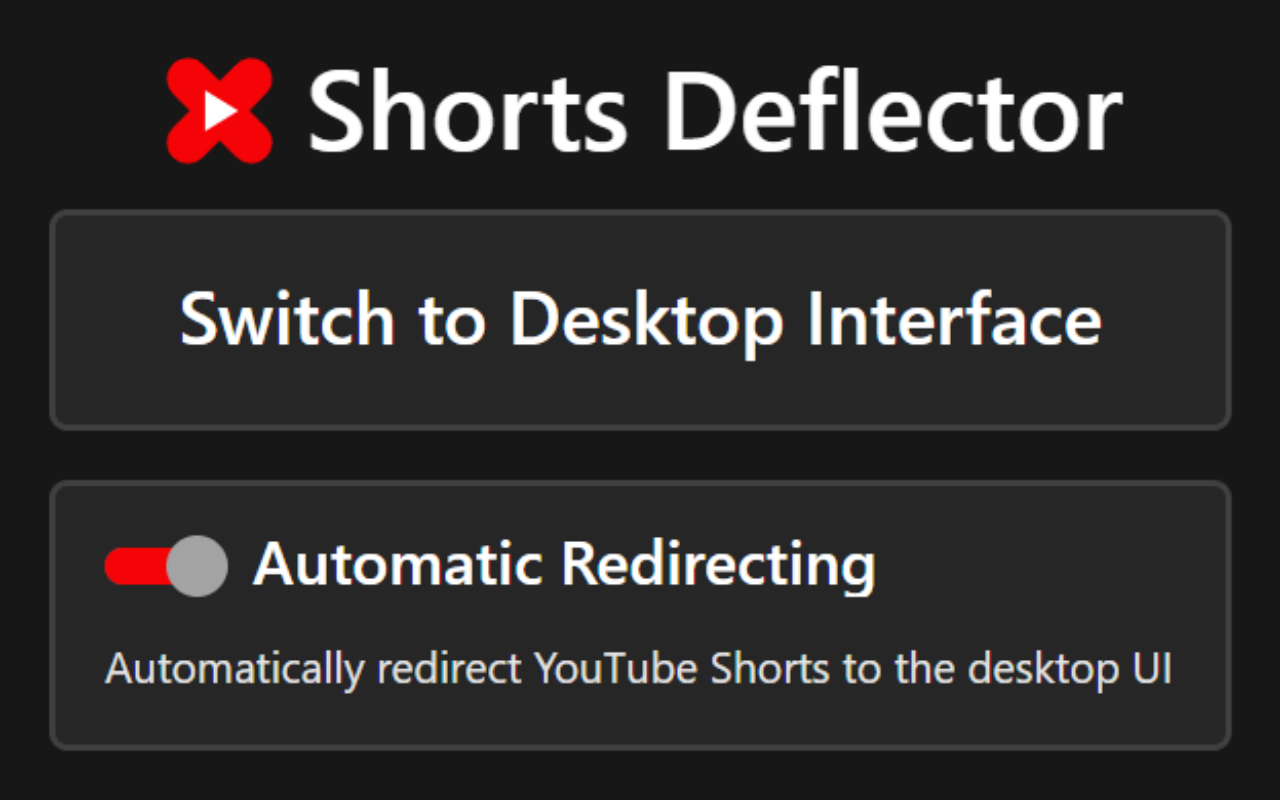 Shorts Deflector
Switch to Desktop Interface
Automatic Redirecting
Automatically redirect YouTube Shorts to the desktop UI